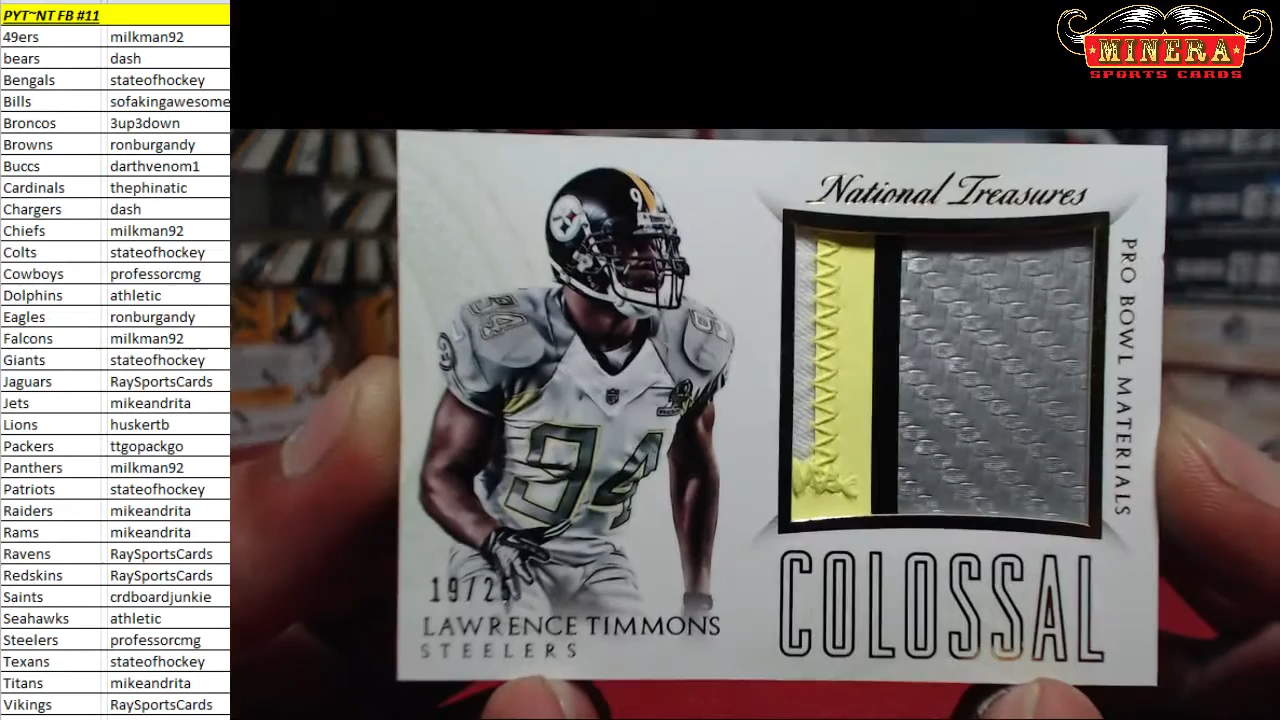 PYT~NT FB #11
49ers milkman92
bears dash
Bengals stateofhockey
Bills sofakingawesome
Broncos 3up3down
Browns ronburgandy
Buccs darthvenom1
Cardinals thephinatic
Chargers dash
Chiefs milkman92
Colts stateofhockey
Cowboys professorcmg
Dolphins athletic
Eagles ronburgandy
Falcons milkman92
Giants stateofhockey
Jaguars RaySportsCards
Jets mikeandrita
Lions huskertb
Packers ttgopackgo
Panthers milkman92
Patriots stateofhockey
Raiders mikeandrita
Rams mikeandrita
Ravens RaySportsCards
Redskins RaySportsCards
Saints crdboardjunkie
Seahawks athletic
Steelers professorcmg
Texans stateofhockey
Titans mikeandrita
Vikings RaySportsCards
MINERA
SPORTS CARDS
National Treasures
PRO BOWL MATERIALS
94
94
19/25
LAWRENCE TIMMONS
STEELERS
COLOSSAL